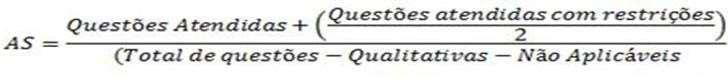 AS = Questões Atendidas + (Questões atendidas com restrições / 2) / (Total de questões − Qualitativas − Não Aplicáveis